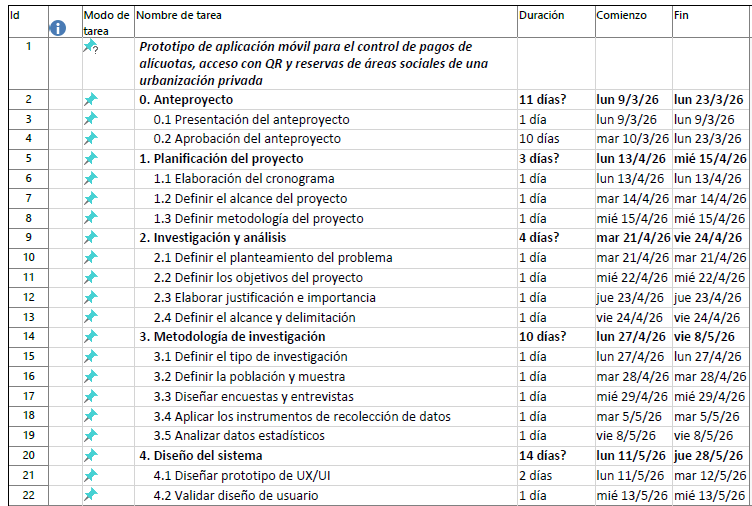 Id Modo de tarea Nombre de tarea Duración Comienzo Fin
1 Prototipo de aplicación móvil para el control de pagos de
alícuotas, acceso con QR y reservas de áreas sociales de una
urbanización privada
2 0. Anteproyecto 11 días? lun 9/3/26 lun 23/3/26
3 0.1 Presentación del anteproyecto 1 día lun 9/3/26 lun 9/3/26
4 0.2 Aprobación del anteproyecto 10 días mar 10/3/26 lun 23/3/26
5 1. Planificación del proyecto 3 días? lun 13/4/26 mié 15/4/26
6 1.1 Elaboración del cronograma 1 día lun 13/4/26 lun 13/4/26
7 1.2 Definir el alcance del proyecto 1 día mar 14/4/26 mar 14/4/26
8 1.3 Definir metodología del proyecto 1 día mié 15/4/26 mié 15/4/26
9 2. Investigación y análisis 4 días? mar 21/4/26 vie 24/4/26
10 2.1 Definir el planteamiento del problema 1 día mar 21/4/26 mar 21/4/26
11 2.2 Definir los objetivos del proyecto 1 día mié 22/4/26 mié 22/4/26
12 2.3 Elaborar justificación e importancia 1 día jue 23/4/26 jue 23/4/26
13 2.4 Definir el alcance y delimitación 1 día vie 24/4/26 vie 24/4/26
14 3. Metodología de investigación 10 días? lun 27/4/26 vie 8/5/26
15 3.1 Definir el tipo de investigación 1 día lun 27/4/26 lun 27/4/26
16 3.2 Definir la población y muestra 1 día mar 28/4/26 mar 28/4/26
17 3.3 Diseñar encuestas y entrevistas 1 día mié 29/4/26 mié 29/4/26
18 3.4 Aplicar los instrumentos de recolección de datos 1 día mar 5/5/26 mar 5/5/26
19 3.5 Analizar datos estadísticos 1 día vie 8/5/26 vie 8/5/26
20 4. Diseño del sistema 14 días? lun 11/5/26 jue 28/5/26
21 4.1 Diseñar prototipo de UX/UI 2 días lun 11/5/26 mar 12/5/26
22 4.2 Validar diseño de usuario 1 día mié 13/5/26 mié 13/5/26